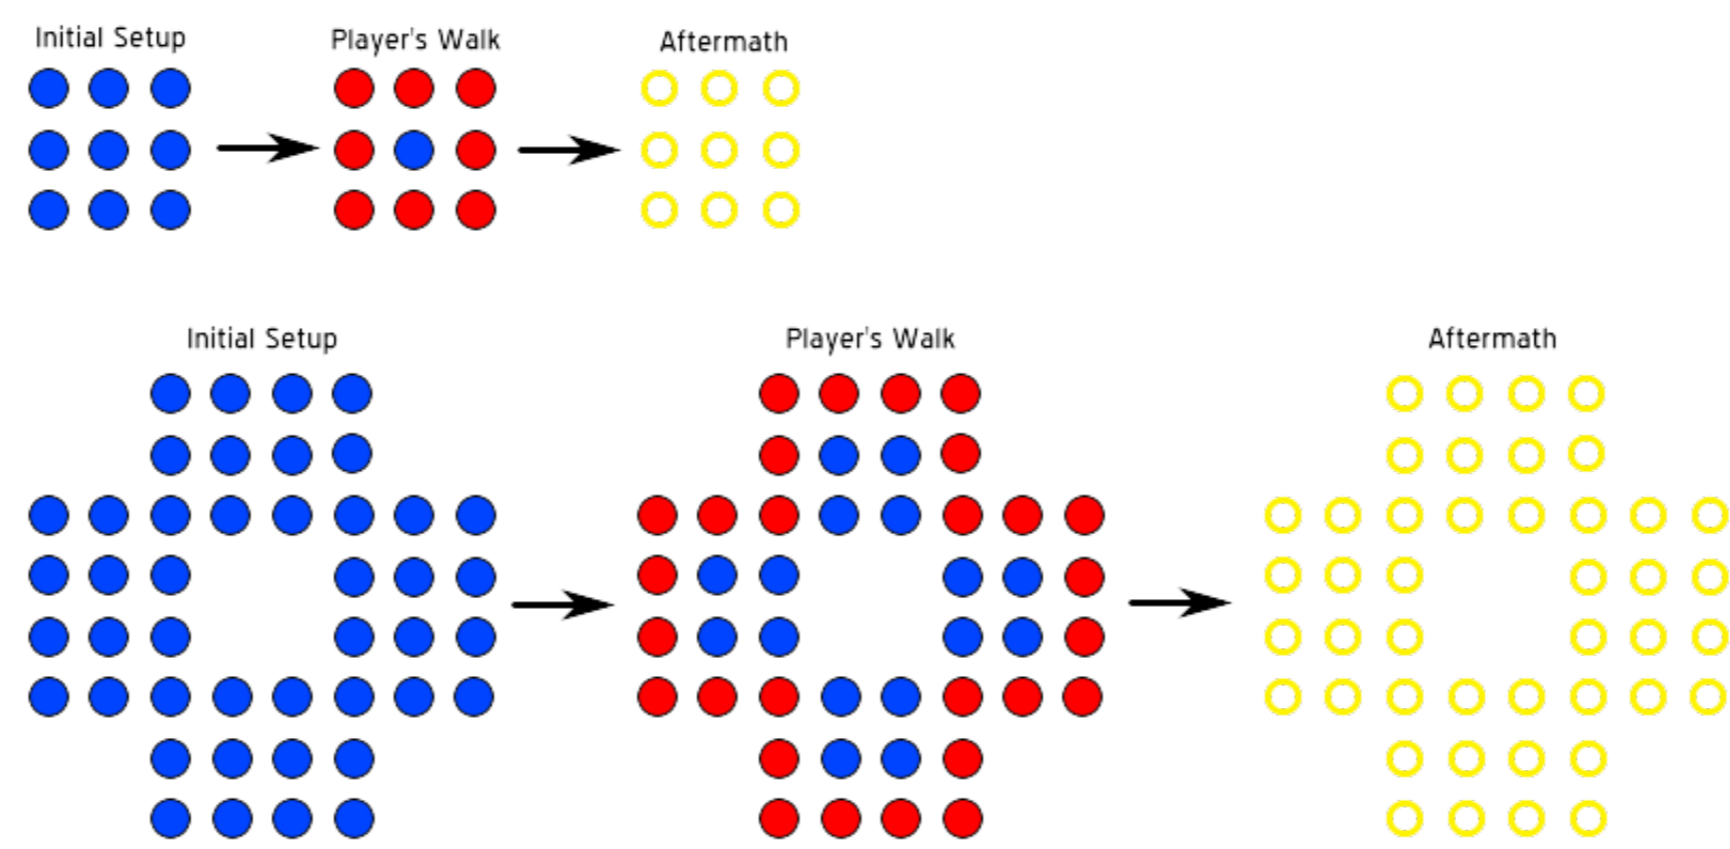 Initial Setup
Player's Walk
Aftermath
Initial Setup
Player's Walk
Aftermath